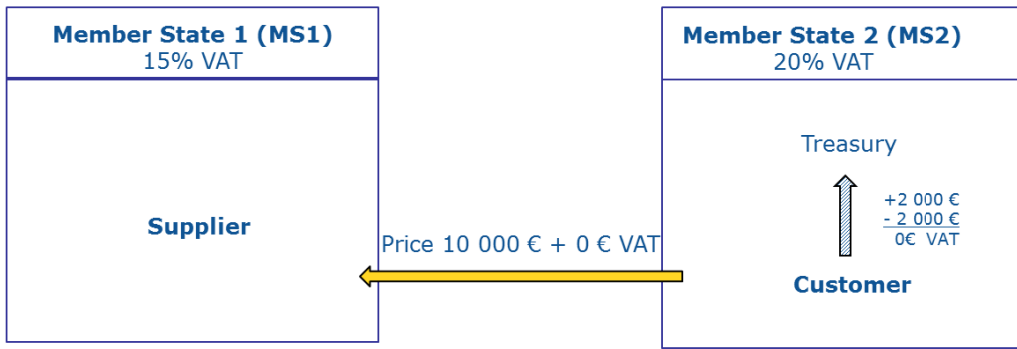 Member State 1 (MS1)
15% VAT
Supplier
Price 10 000 € + 0 € VAT
Member State 2 (MS2)
20% VAT
Treasury
+2 000 €
- 2 000 €
0€ VAT
Customer